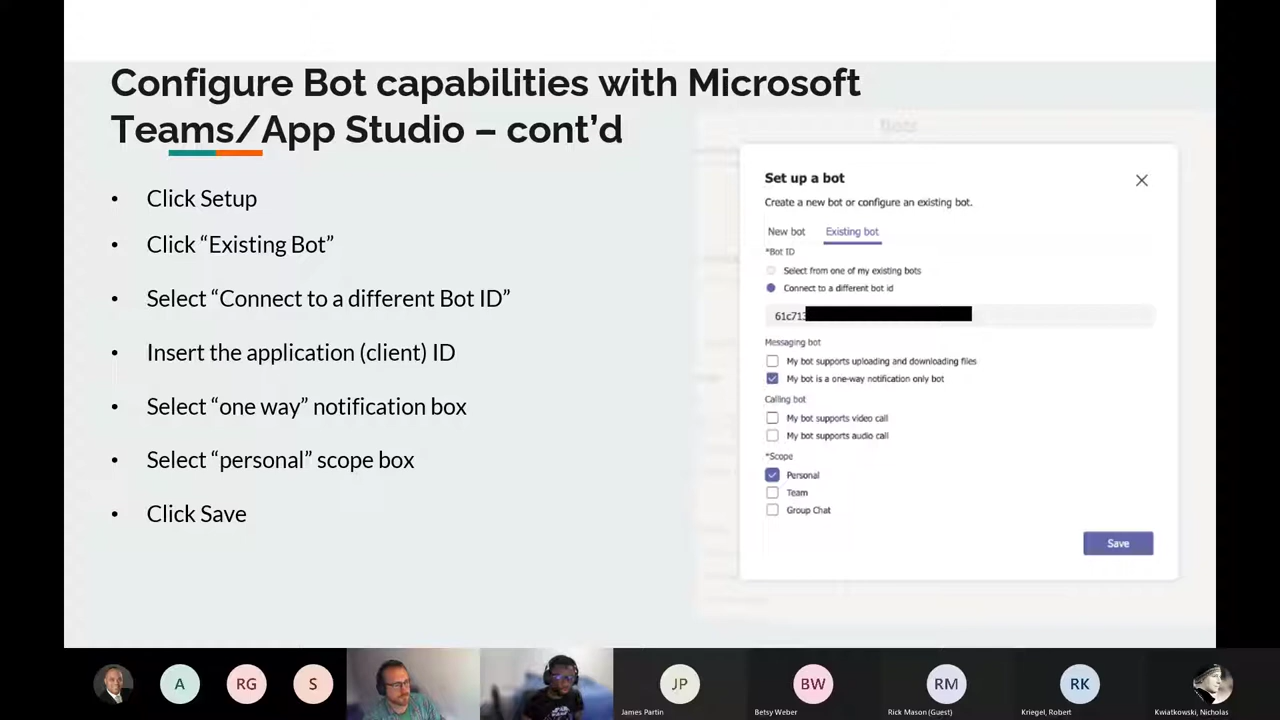 Configure Bot capabilities with Microsoft
Teams/App Studio – cont’d
• Click Setup
• Click “Existing Bot”
• Select “Connect to a different Bot ID”
• Insert the application (client) ID
• Select “one way” notification box
• Select “personal” scope box
• Click Save
Set up a bot
Create a new bot or configure an existing bot.
New bot Existing bot
*Bot ID
Select from one of my existing bots
Connect to a different bot id
61c713
Messaging bot
My bot supports uploading and downloading files
My bot is a one-way notification only bot
Calling bot
My bot supports video call
My bot supports audio call
*Scope
Personal
Team
Group Chat
Save
A RG S JP BW RM RK
James Partin Betsy Weber Rick Mason (Guest) Kriegel, Robert Kwiatkowski, Nicholas